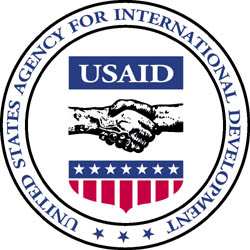 UNITED STATES AGENCY FOR INTERNATIONAL DEVELOPMENT
USAID